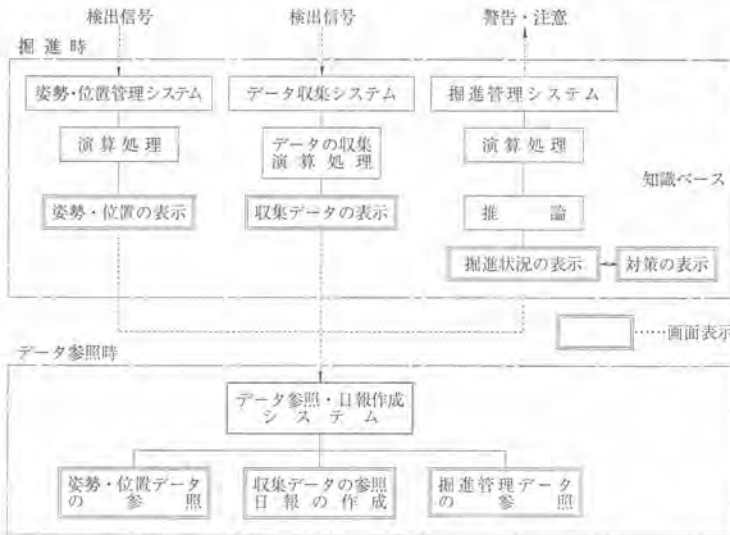 検出信号
検出信号
警告・注意
掘進時
姿勢・位置管理システム
データ収集システム
掘進管理システム
演算処理
データの収集
演算処理
演算処理
知識ベース
姿勢・位置の表示
収集データの表示
推論
掘進状況の表示
対策の表示
……画面表示
データ参照時
データ参照・日報作成
システム
姿勢・位置データ
の参照
収集データの参照
日報の作成
掘進管理データ
の参照